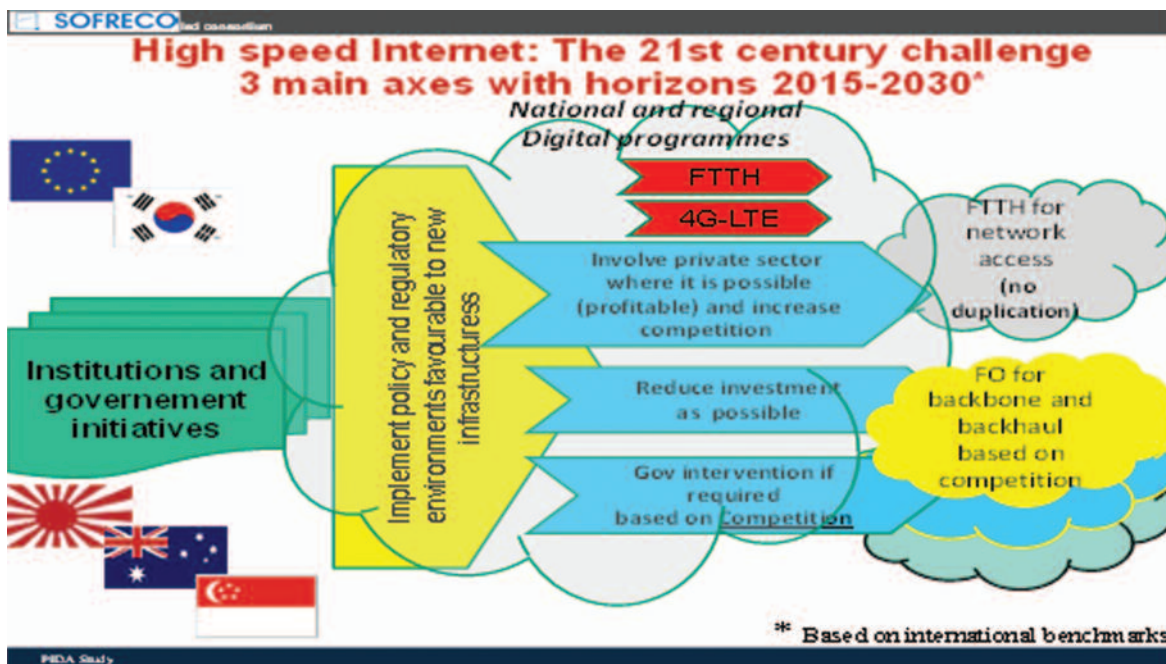 SOFRECO led consortium
High speed Internet: The 21st century challenge
3 main axes with horizons 2015-2030*
National and regional
Digital programmes
FTTH
4G-LTE
Institutions and
governement
initiatives
Implement policy and regulatory
environments favourable to new
infrastructures
Involve private sector
where it is possible
(profitable) and increase
competition
Reduce investment
as possible
Gov intervention if
required
based on Competition
FTTH for
network
access
(no
duplication)
FO for
backbone and
backhaul
based on
competition
* Based on international benchmarks
PIDA Study